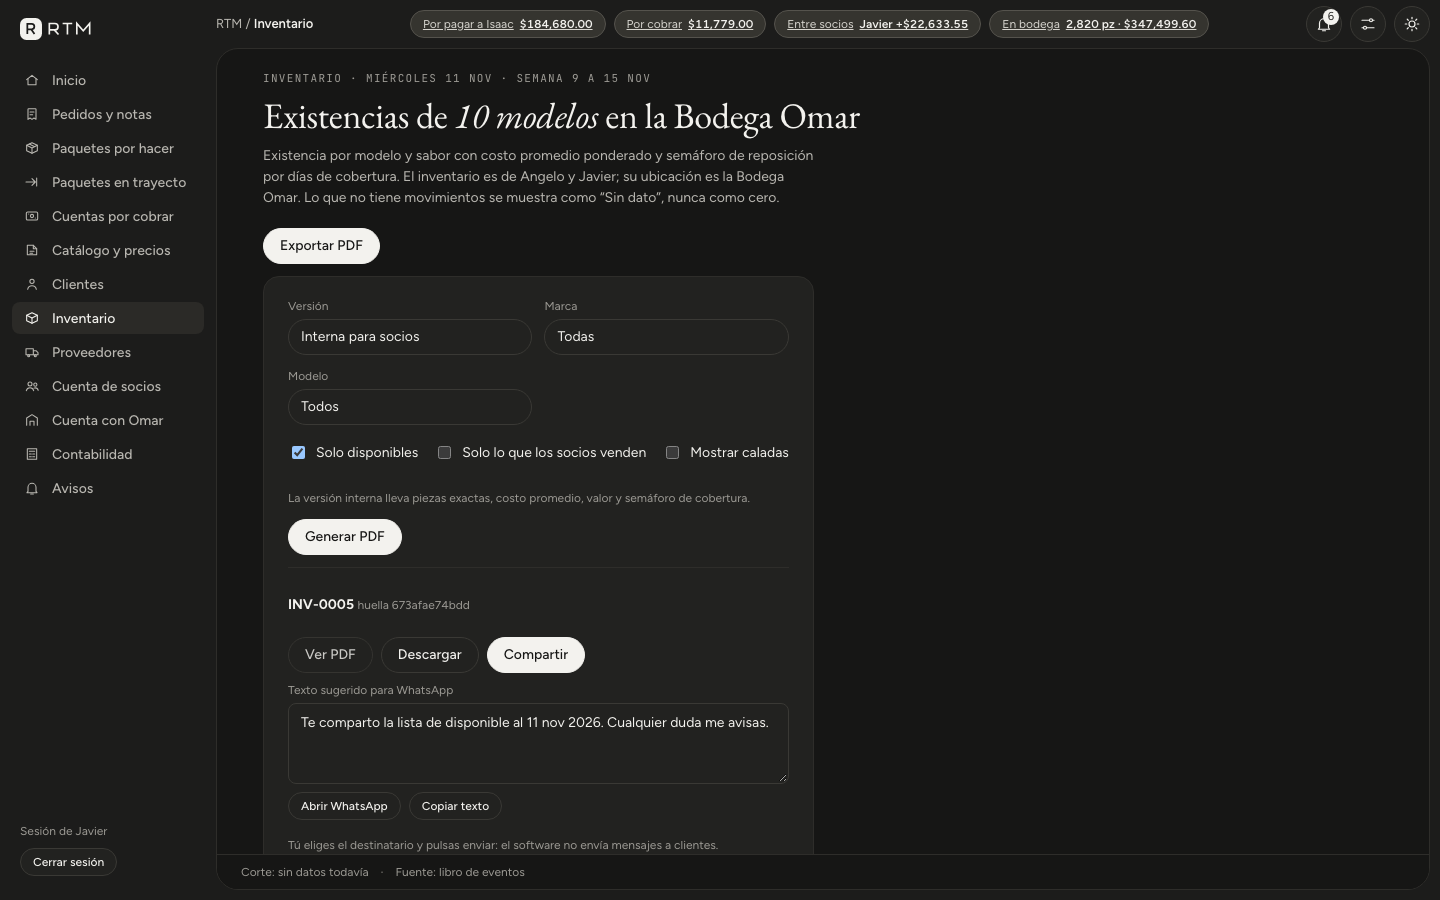 R RTM
RTM / Inventario
Por pagar a Isaac $184,680.00
Por cobrar $11,779.00
Entre socios Javier +$22,633.55
En bodega 2,820 pz · $347,499.60
6
Inicio
Pedidos y notas
Paquetes por hacer
Paquetes en trayecto
Cuentas por cobrar
Catálogo y precios
Clientes
Inventario
Proveedores
Cuenta de socios
Cuenta con Omar
Contabilidad
Avisos
Sesión de Javier
Cerrar sesión
INVENTARIO · MIÉRCOLES 11 NOV · SEMANA 9 A 15 NOV
Existencias de 10 modelos en la Bodega Omar
Existencia por modelo y sabor con costo promedio ponderado y semáforo de reposición
por días de cobertura. El inventario es de Angelo y Javier; su ubicación es la Bodega
Omar. Lo que no tiene movimientos se muestra como “Sin dato”, nunca como cero.
Exportar PDF
Versión
Marca
Interna para socios
Todas
Modelo
Todos
Solo disponibles
Solo lo que los socios venden
Mostrar caladas
La versión interna lleva piezas exactas, costo promedio, valor y semáforo de cobertura.
Generar PDF
INV-0005 huella 673afae74bdd
Ver PDF
Descargar
Compartir
Texto sugerido para WhatsApp
Te comparto la lista de disponible al 11 nov 2026. Cualquier duda me avisas.
Abrir WhatsApp
Copiar texto
Tú eliges el destinatario y pulsas enviar: el software no envía mensajes a clientes.
Corte: sin datos todavía · Fuente: libro de eventos